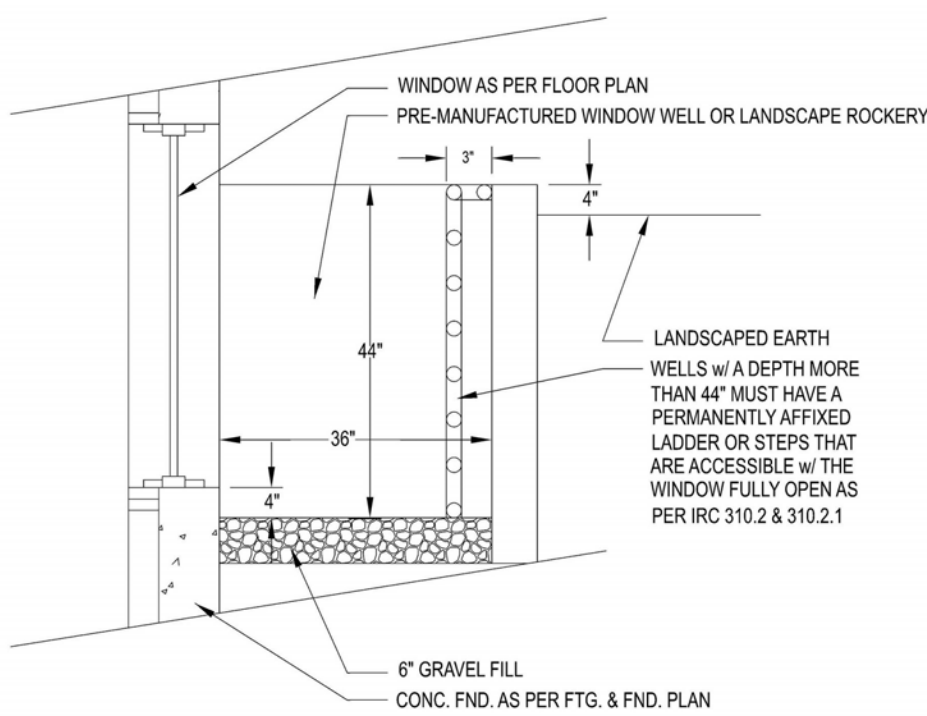 WINDOW AS PER FLOOR PLAN
PRE-MANUFACTURED WINDOW WELL OR LANDSCAPE ROCKERY
3"
4"
LANDSCAPED EARTH
44"
WELLS w/ A DEPTH MORE
THAN 44" MUST HAVE A
PERMANENTLY AFFIXED
LADDER OR STEPS THAT
ARE ACCESSIBLE w/ THE
WINDOW FULLY OPEN AS
PER IRC 310.2 & 310.2.1
36"
4"
6" GRAVEL FILL
CONC. FND. AS PER FTG. & FND. PLAN